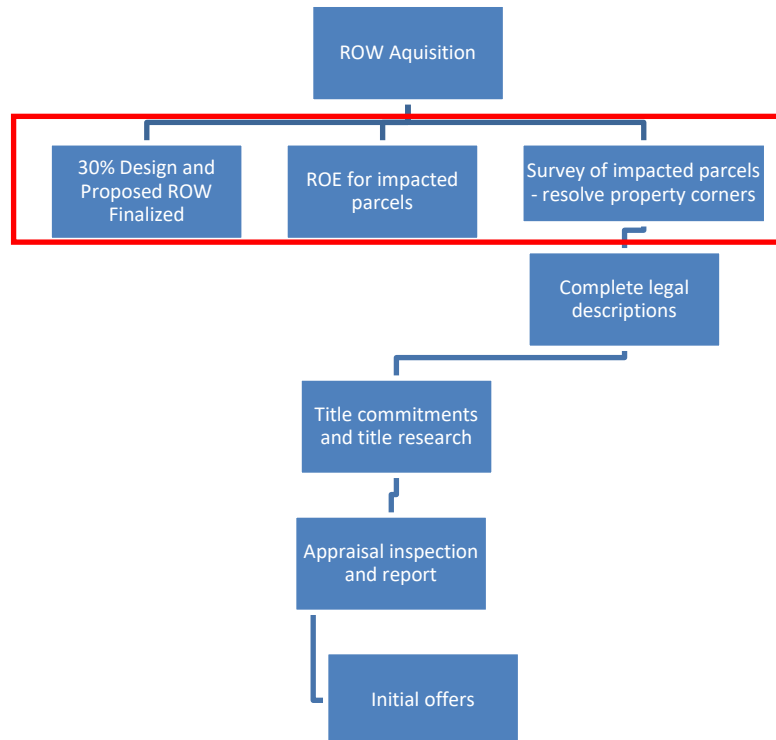 ROW Aquisition
30% Design and
Proposed ROW
Finalized
ROE for impacted
parcels
Survey of impacted parcels
- resolve property corners
Complete legal
descriptions
Title commitments
and title research
Appraisal inspection
and report
Initial offers